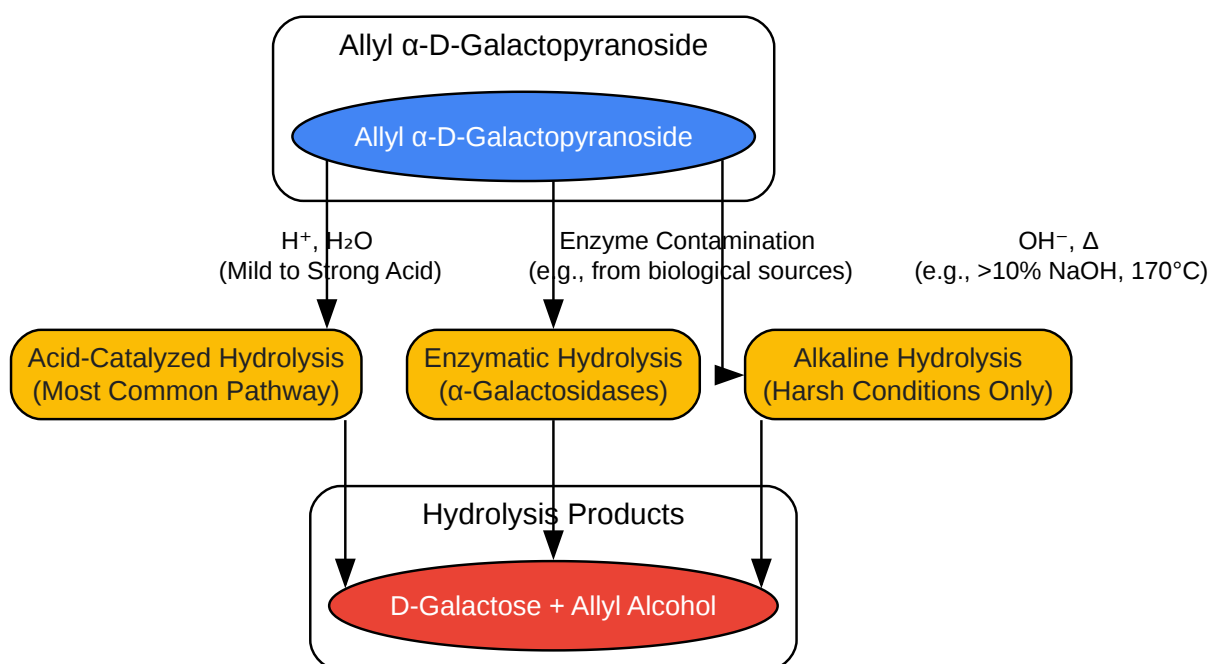 Allyl α-D-Galactopyranoside
Allyl α-D-Galactopyranoside
H⁺, H₂O
(Mild to Strong Acid)
Enzyme Contamination
(e.g., from biological sources)
OH⁻, Δ
(e.g., >10% NaOH, 170°C)
Acid-Catalyzed Hydrolysis
(Most Common Pathway)
Enzymatic Hydrolysis
(α-Galactosidases)
Alkaline Hydrolysis
(Harsh Conditions Only)
Hydrolysis Products
D-Galactose + Allyl Alcohol